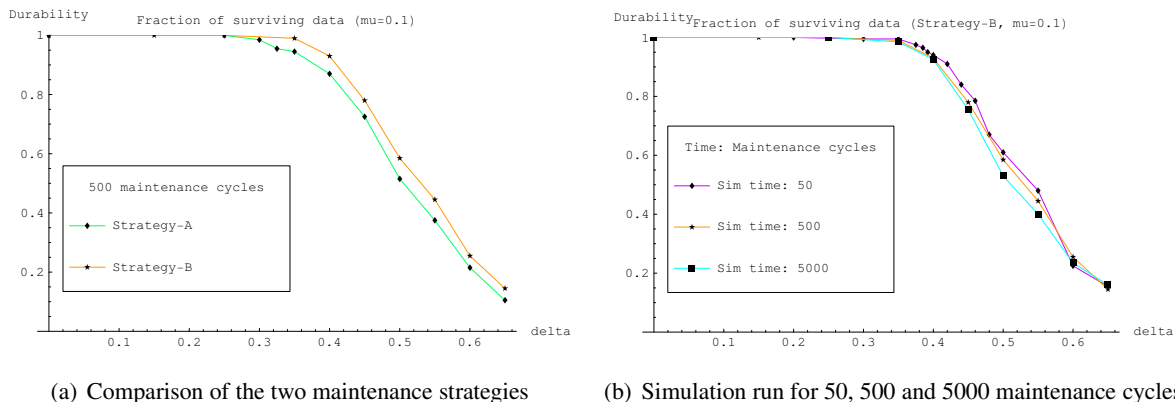 Durability
Fraction of surviving data (mu=0.1)
1
0.8
0.6
0.4
0.2
500 maintenance cycles
Strategy-A
Strategy-B
0.1 0.2 0.3 0.4 0.5 0.6
delta
(a) Comparison of the two maintenance strategies
Durability
Fraction of surviving data (Strategy-B, mu=0.1)
1
0.8
0.6
0.4
0.2
Time: Maintenance cycles
Sim time: 50
Sim time: 500
Sim time: 5000
0.1 0.2 0.3 0.4 0.5 0.6
delta
(b) Simulation run for 50, 500 and 5000 maintenance cycles